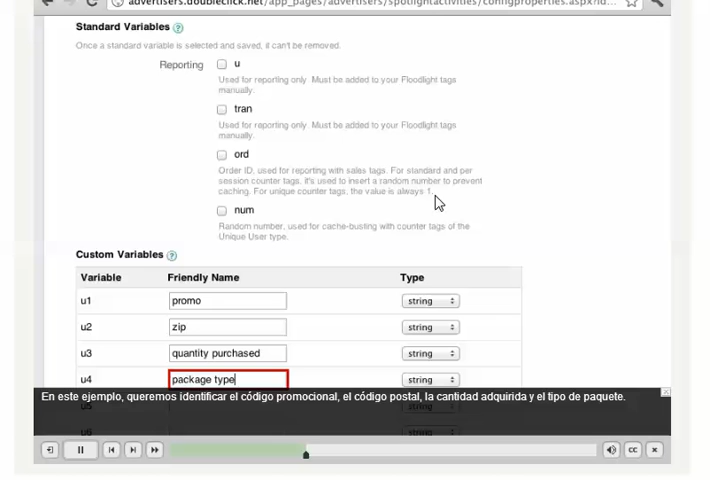 advertisers.doubleclick.net/app_pages/advertisers/spotlightactivities/configproperties.aspx?id...
Standard Variables ?
Once a standard variable is selected and saved, it can't be removed.
Reporting u
Used for reporting only. Must be added to your Floodlight tags
manually.
tran
Used for reporting only. Must be added to your Floodlight tags
manually.
ord
Order ID, used for reporting with sales tags. For standard and per
session counter tags, it's used to insert a random number to prevent
caching. For unique counter tags, the value is always 1.
num
Random number, used for cache-busting with counter tags of the
Unique User type.
Custom Variables ?
Variable Friendly Name Type
u1 promo string
u2 zip string
u3 quantity purchased string
u4 package type string
En este ejemplo, queremos identificar el código promocional, el código postal, la cantidad adquirida y el tipo de paquete.
u5 string
u6 string
CC